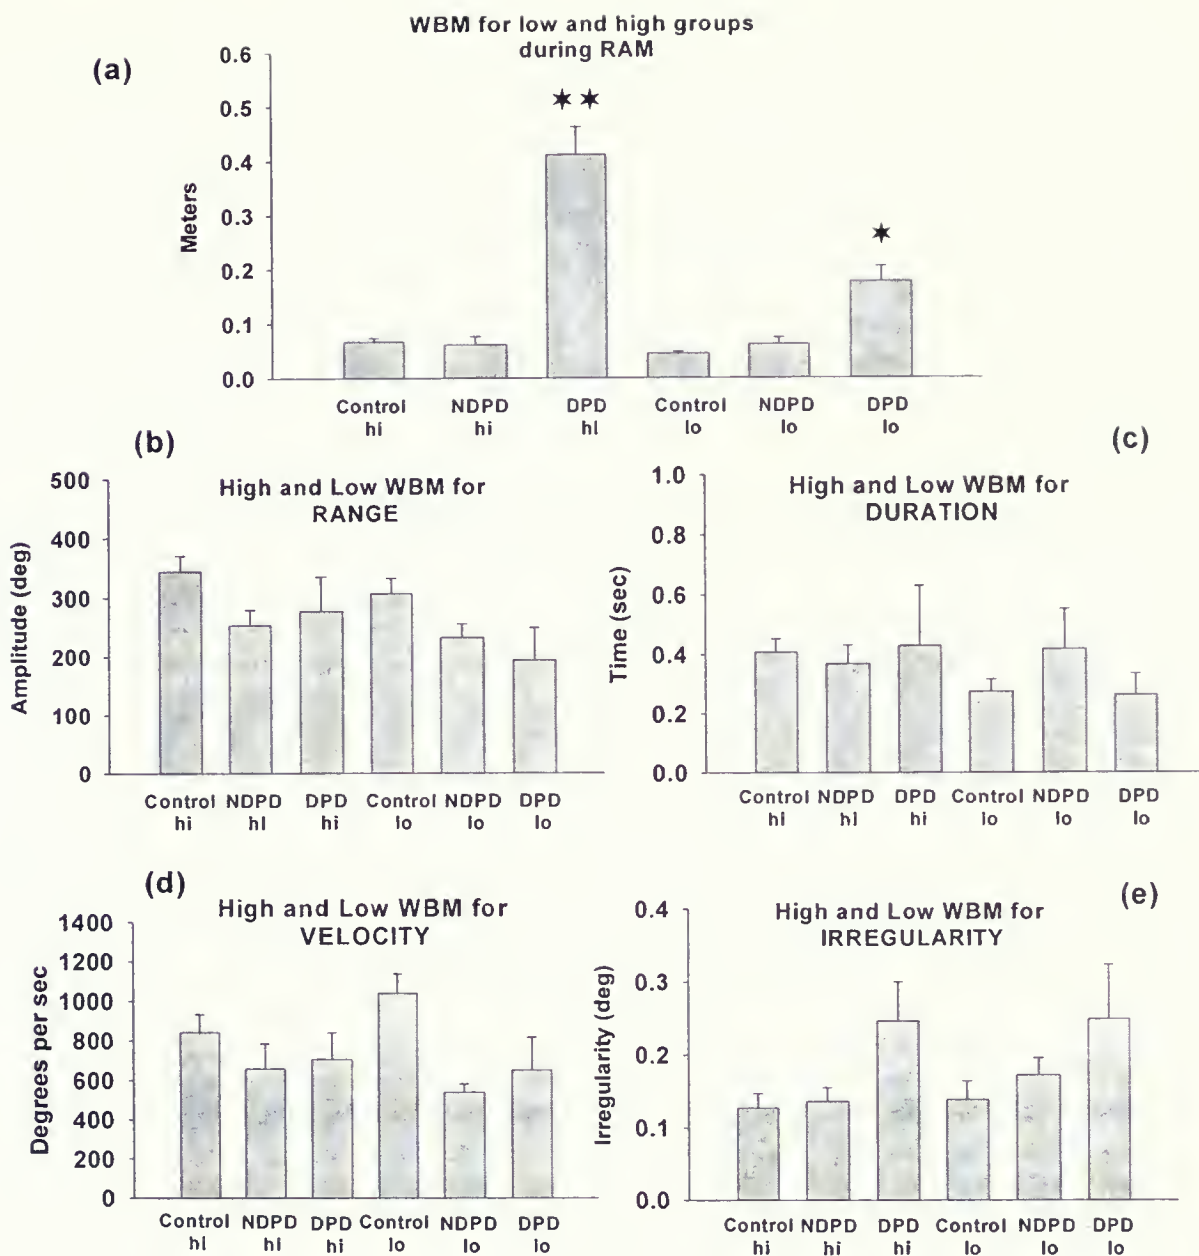 WBM for low and high groups
during RAM
(a)
Meters
0.6
0.5
0.4
0.3
0.2
0.1
0.0
★★
★
Control NDPD DPD Control NDPD DPD
hi hi hi lo lo lo
(b)
High and Low WBM for
RANGE
Amplitude (deg)
500
400
300
200
100
0
Control NDPD DPD Control NDPD DPD
hi hi hi lo lo lo
(c)
High and Low WBM for
DURATION
Time (sec)
1.0
0.8
0.6
0.4
0.2
0.0
Control NDPD DPD Control NDPD DPD
hi hi hi lo lo lo
(d)
High and Low WBM for
VELOCITY
Degrees per sec
1400
1200
1000
800
600
400
200
0
Control NDPD DPD Control NDPD DPD
hi hi hi lo lo lo
(e)
High and Low WBM for
IRREGULARITY
Irregularity (deg)
0.4
0.3
0.2
0.1
0.0
Control NDPD DPD Control NDPD DPD
hi hi hi lo lo lo